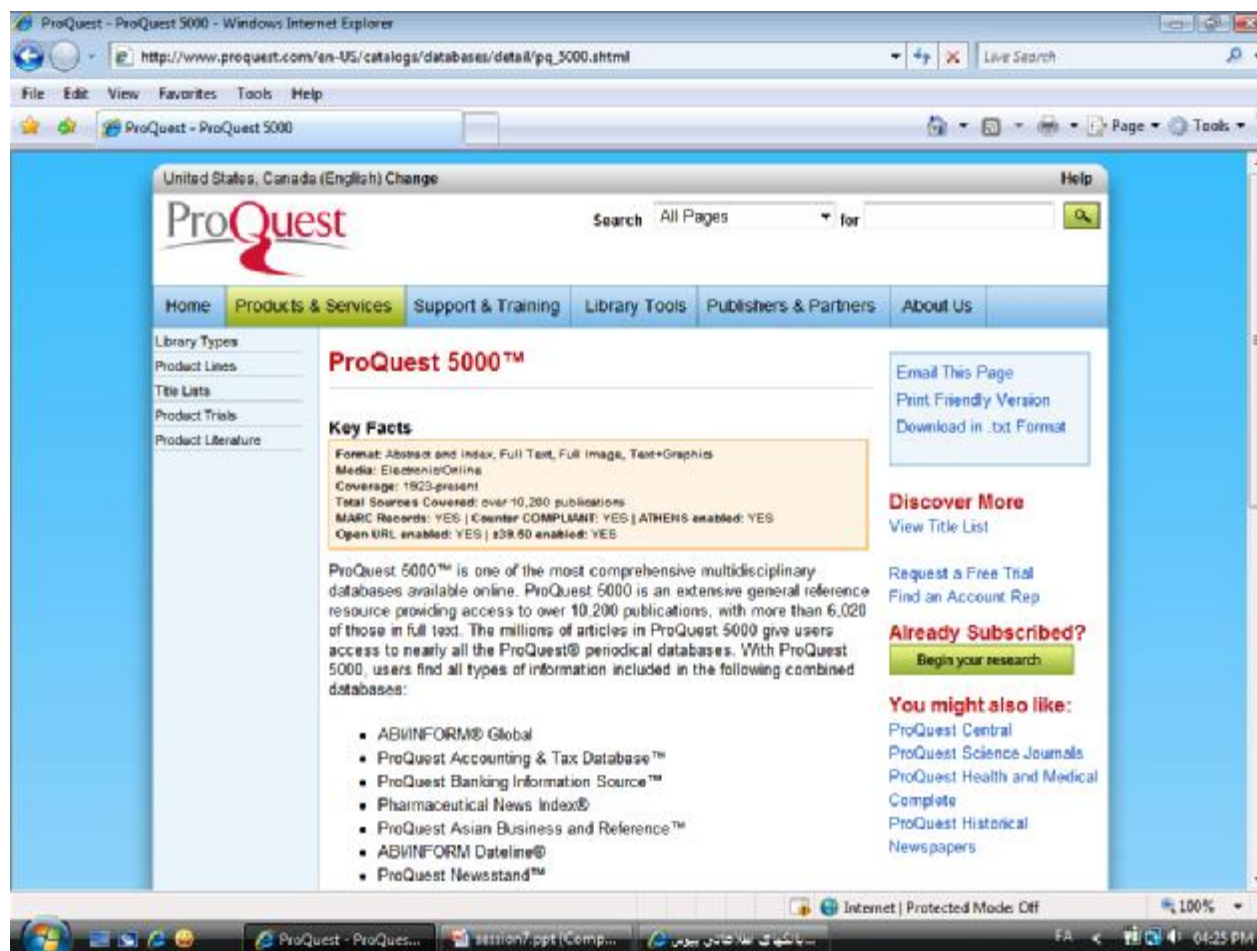 ProQuest - ProQuest 5000 - Windows Internet Explorer
http://www.proquest.com/en-US/catalogs/databases/detail/pq_5000.shtml
Live Search
File Edit View Favorites Tools Help
ProQuest - ProQuest 5000
Page
Tools
United States, Canada (English) Change
Help
ProQuest
Search All Pages for
Home Products & Services Support & Training Library Tools Publishers & Partners About Us
Library Types
Product Lines
Title Lists
Product Trials
Product Literature
ProQuest 5000™
Key Facts
Format: Abstract and index, Full Text, Full Image, Text+Graphics
Media: Electronic/Online
Coverage: 1923-present
Total Sources Covered: over 10,200 publications
MARC Records: YES | Counter COMPLIANT: YES | ATHENS enabled: YES
Open URL enabled: YES | z39.50 enabled: YES
ProQuest 5000™ is one of the most comprehensive multidisciplinary
databases available online. ProQuest 5000 is an extensive general reference
resource providing access to over 10,200 publications, with more than 6,020
of those in full text. The millions of articles in ProQuest 5000 give users
access to nearly all the ProQuest® periodical databases. With ProQuest
5000, users find all types of information included in the following combined
databases:
• ABI/INFORM® Global
• ProQuest Accounting & Tax Database™
• ProQuest Banking Information Source™
• Pharmaceutical News Index®
• ProQuest Asian Business and Reference™
• ABI/INFORM Dateline®
• ProQuest Newsstand™
Email This Page
Print Friendly Version
Download in .txt Format
Discover More
View Title List
Request a Free Trial
Find an Account Rep
Already Subscribed?
Begin your research
You might also like:
ProQuest Central
ProQuest Science Journals
ProQuest Health and Medical
Complete
ProQuest Historical
Newspapers
Internet | Protected Mode: Off
100%
ProQuest - ProQues...
session7.ppt [Comp...
FA
04:25 PM